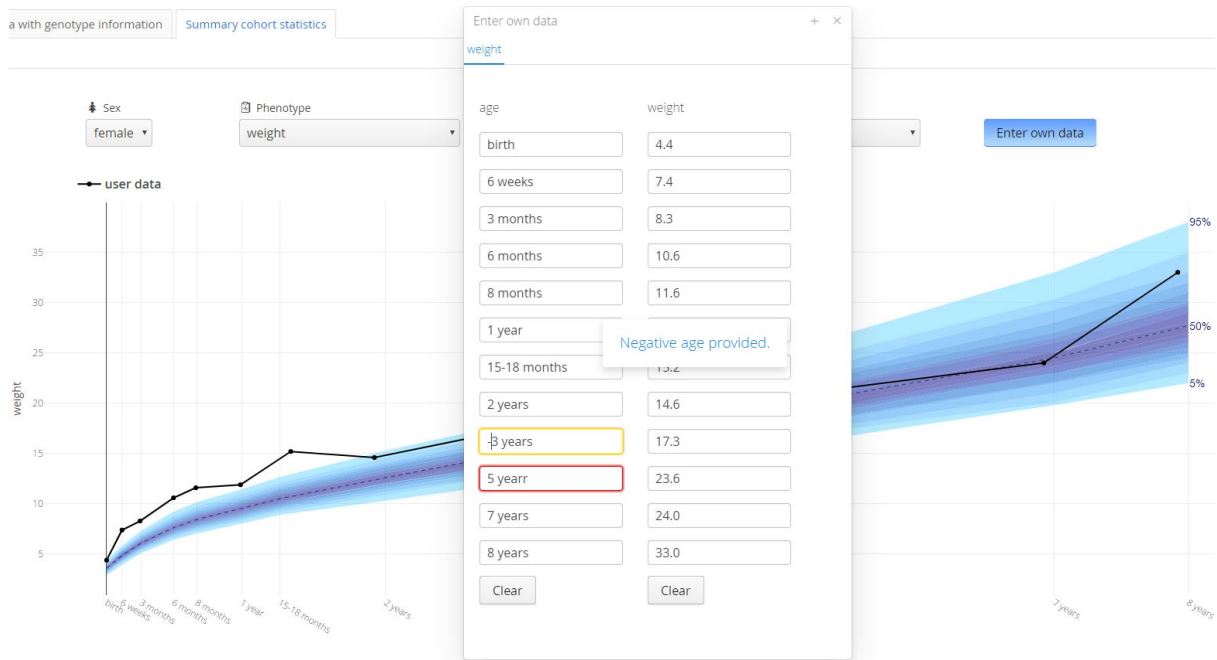 a with genotype information Summary cohort statistics
Enter own data + ×
weight
Sex Phenotype
female weight
Enter own data
age weight
birth 4.4
6 weeks 7.4
3 months 8.3
6 months 10.6
8 months 11.6
1 year
15-18 months
2 years 14.6
-3 years 17.3
5 yearr 23.6
7 years 24.0
8 years 33.0
Clear Clear
Negative age provided.
user data
weight
35
30
25
20
15
10
5
95%
50%
5%
birth
6 weeks
3 months
6 months
8 months
1 year
15-18 months
2 years
7 years
8 years